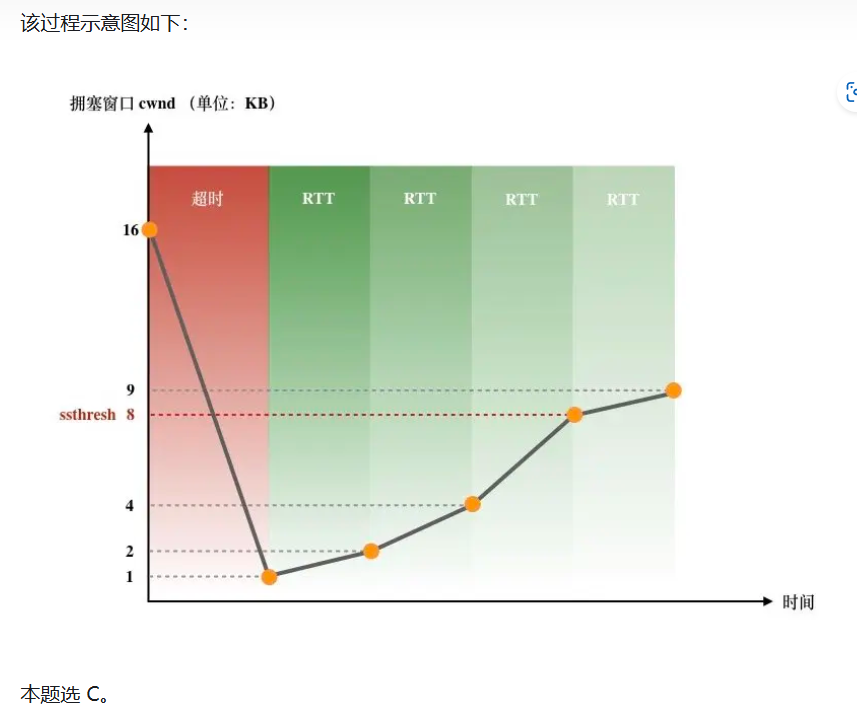 该过程示意图如下：
拥塞窗口 cwnd （单位：KB）
超时 RTT RTT RTT RTT
16
9
ssthresh 8
4
2
1
时间
本题选 C。